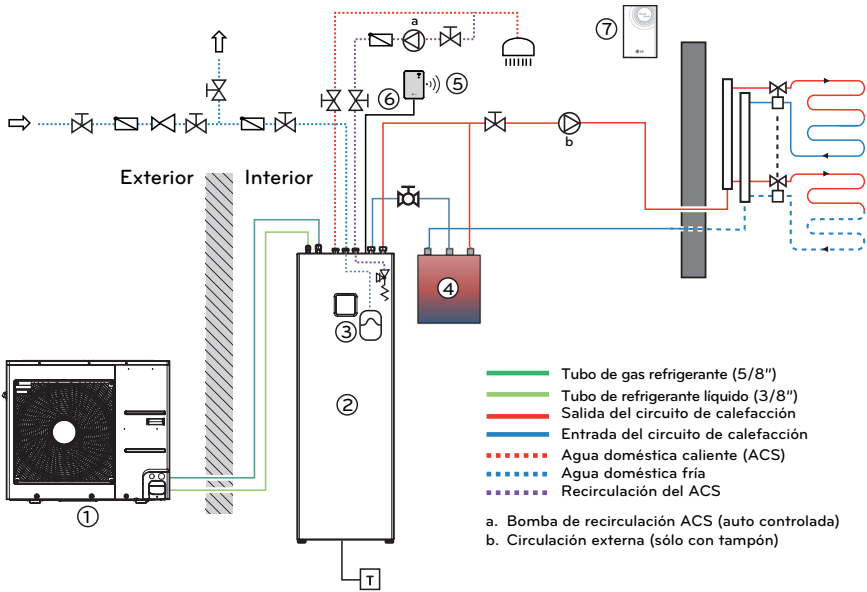 a
⑦
⑤
⑥
b
Exterior
Interior
④
③
②
①
T
Tubo de gas refrigerante (5/8”)
Tubo de refrigerante líquido (3/8”)
Salida del circuito de calefacción
Entrada del circuito de calefacción
Agua doméstica caliente (ACS)
Agua doméstica fría
Recirculación del ACS
a. Bomba de recirculación ACS (auto controlada)
b. Circulación externa (sólo con tampón)